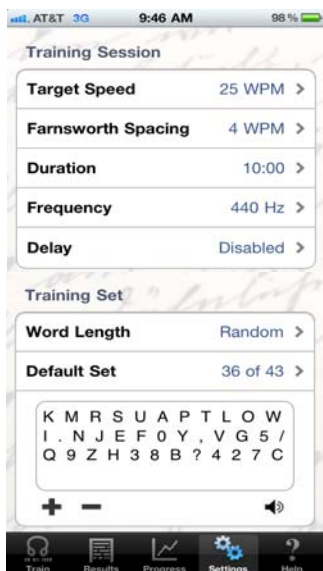 AT&T 3G 9:46 AM 98 %
Training Session
Target Speed 25 WPM
Farnsworth Spacing 4 WPM
Duration 10:00
Frequency 440 Hz
Delay Disabled
Training Set
Word Length Random
Default Set 36 of 43
K M R S U A P T L O W
I . N J E F 0 Y , V G 5 /
Q 9 Z H 3 8 B ? 4 2 7 C
Train Results Progress Settings Help